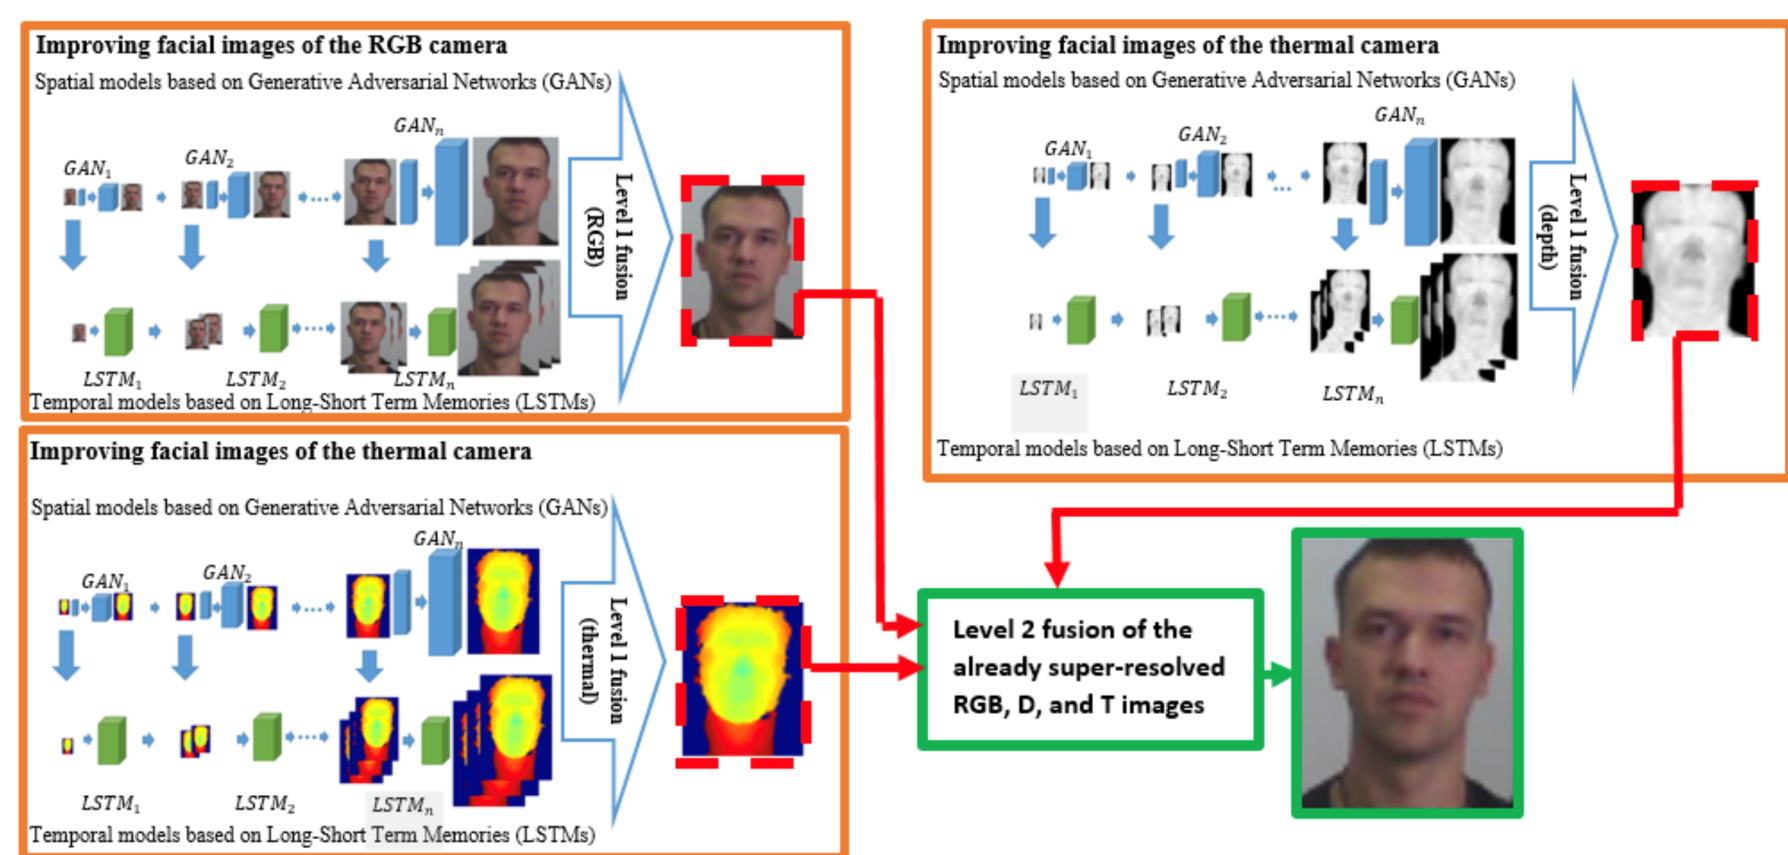 Improving facial images of the RGB camera
Spatial models based on Generative Adversarial Networks (GANs)
GAN₁
GAN₂
GANₙ
Level 1 fusion
(RGB)
LSTM₁
LSTM₂
LSTMₙ
Temporal models based on Long-Short Term Memories (LSTMs)
Improving facial images of the thermal camera
Spatial models based on Generative Adversarial Networks (GANs)
GAN₁
GAN₂
GANₙ
Level 1 fusion
(depth)
LSTM₁
LSTM₂
LSTMₙ
Temporal models based on Long-Short Term Memories (LSTMs)
Improving facial images of the thermal camera
Spatial models based on Generative Adversarial Networks (GANs)
GAN₁
GAN₂
GANₙ
Level 1 fusion
(thermal)
LSTM₁
LSTM₂
LSTMₙ
Temporal models based on Long-Short Term Memories (LSTMs)
Level 2 fusion of the
already super-resolved
RGB, D, and T images